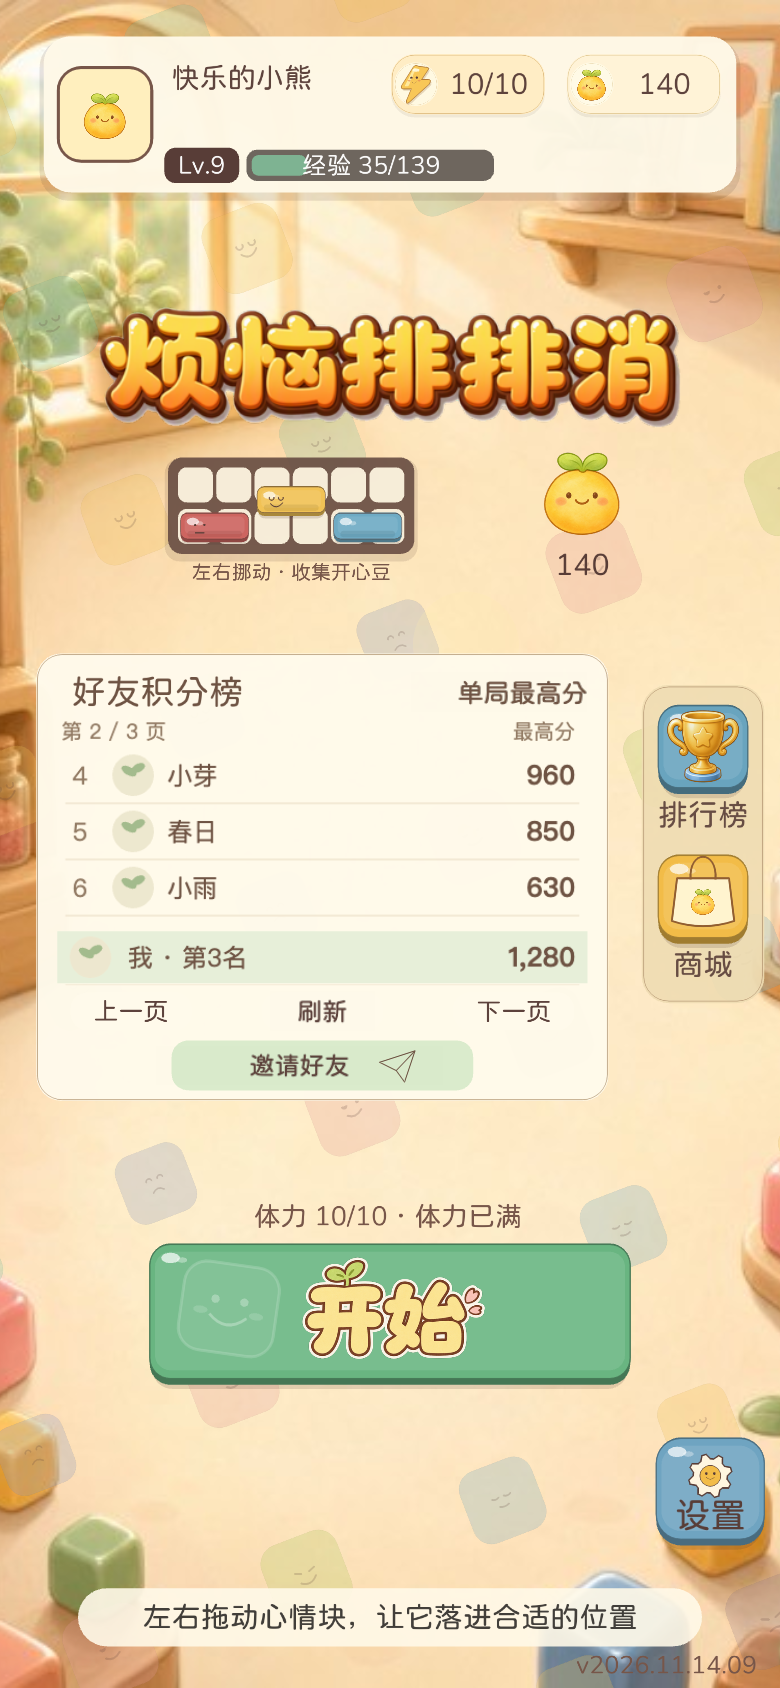 快乐的小熊
10/10
140
Lv.9
经验 35/139
烦恼排排消
左右挪动 · 收集开心豆
140
好友积分榜
单局最高分
第 2 / 3 页
最高分
4 小芽 960
5 春日 850
6 小雨 630
我 · 第3名 1,280
上一页 刷新 下一页
邀请好友
排行榜
商城
体力 10/10 · 体力已满
开始
设置
左右拖动心情块，让它落进合适的位置
v2026.11.14.09